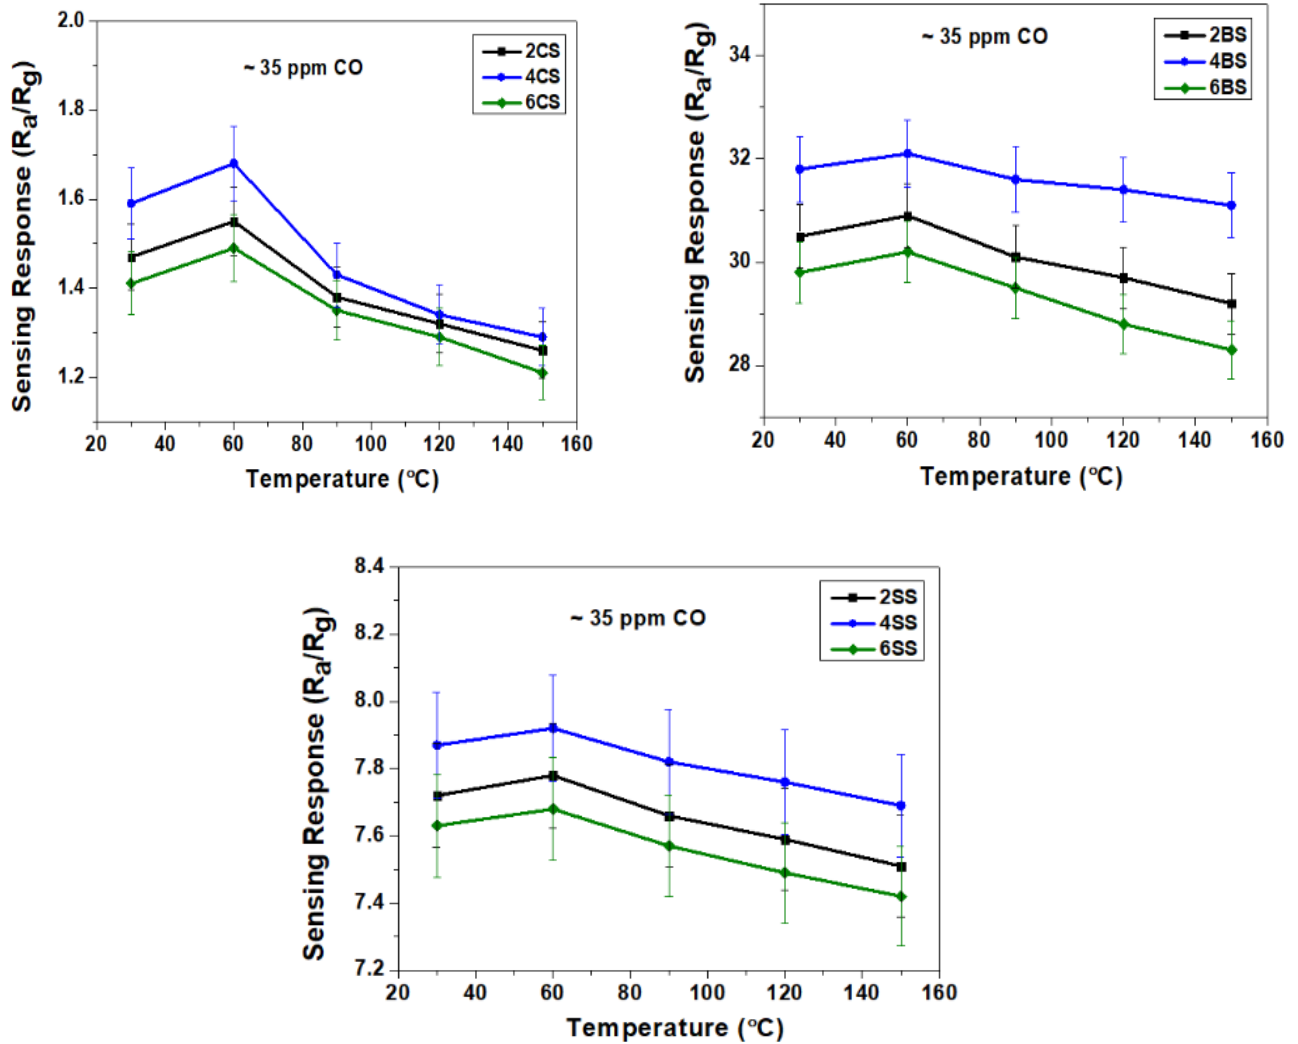 2.0
1.8
1.6
1.4
1.2
20 40 60 80 100 120 140 160
Sensing Response (Ra/Rg)
Temperature (°C)
~ 35 ppm CO
2CS
4CS
6CS
34
32
30
28
20 40 60 80 100 120 140 160
Sensing Response (Ra/Rg)
Temperature (°C)
~ 35 ppm CO
2BS
4BS
6BS
8.4
8.2
8.0
7.8
7.6
7.4
7.2
20 40 60 80 100 120 140 160
Sensing Response (Ra/Rg)
Temperature (°C)
~ 35 ppm CO
2SS
4SS
6SS